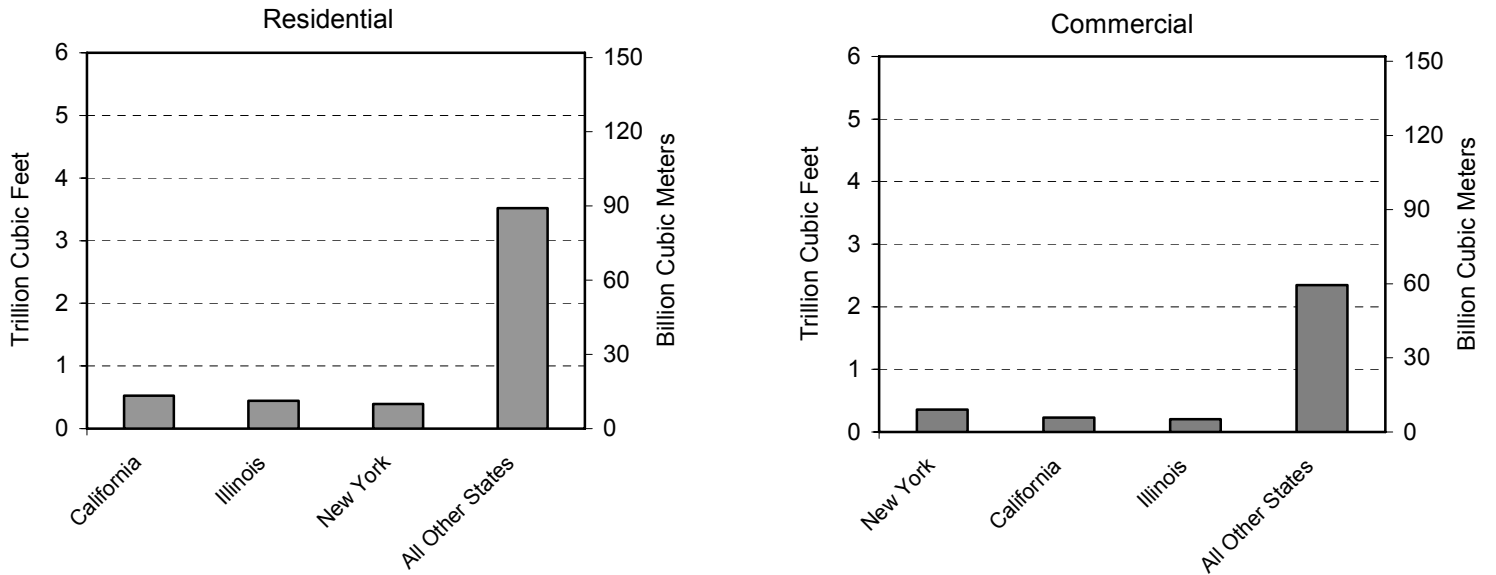 Residential
Trillion Cubic Feet
6
5
4
3
2
1
0
150
120
90
60
30
0
Billion Cubic Meters
California
Illinois
New York
All Other States
Commercial
Trillion Cubic Feet
6
5
4
3
2
1
0
150
120
90
60
30
0
Billion Cubic Meters
New York
California
Illinois
All Other States